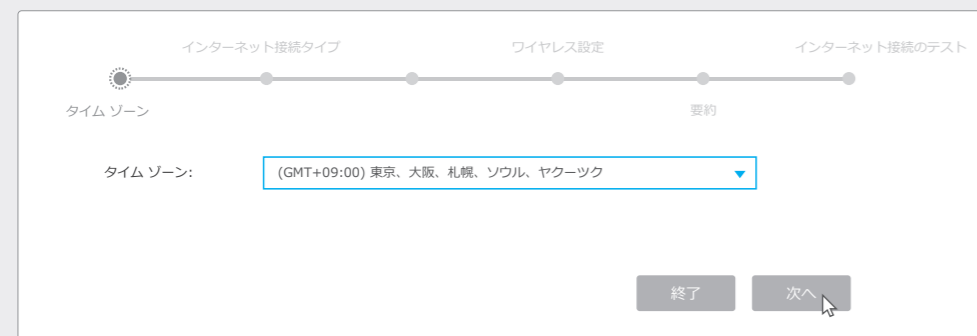 インターネット接続タイプ
ワイヤレス設定
インターネット接続のテスト
タイム ゾーン
要約
タイム ゾーン:
(GMT+09:00) 東京、大阪、札幌、ソウル、ヤクーツク
終了
次へ